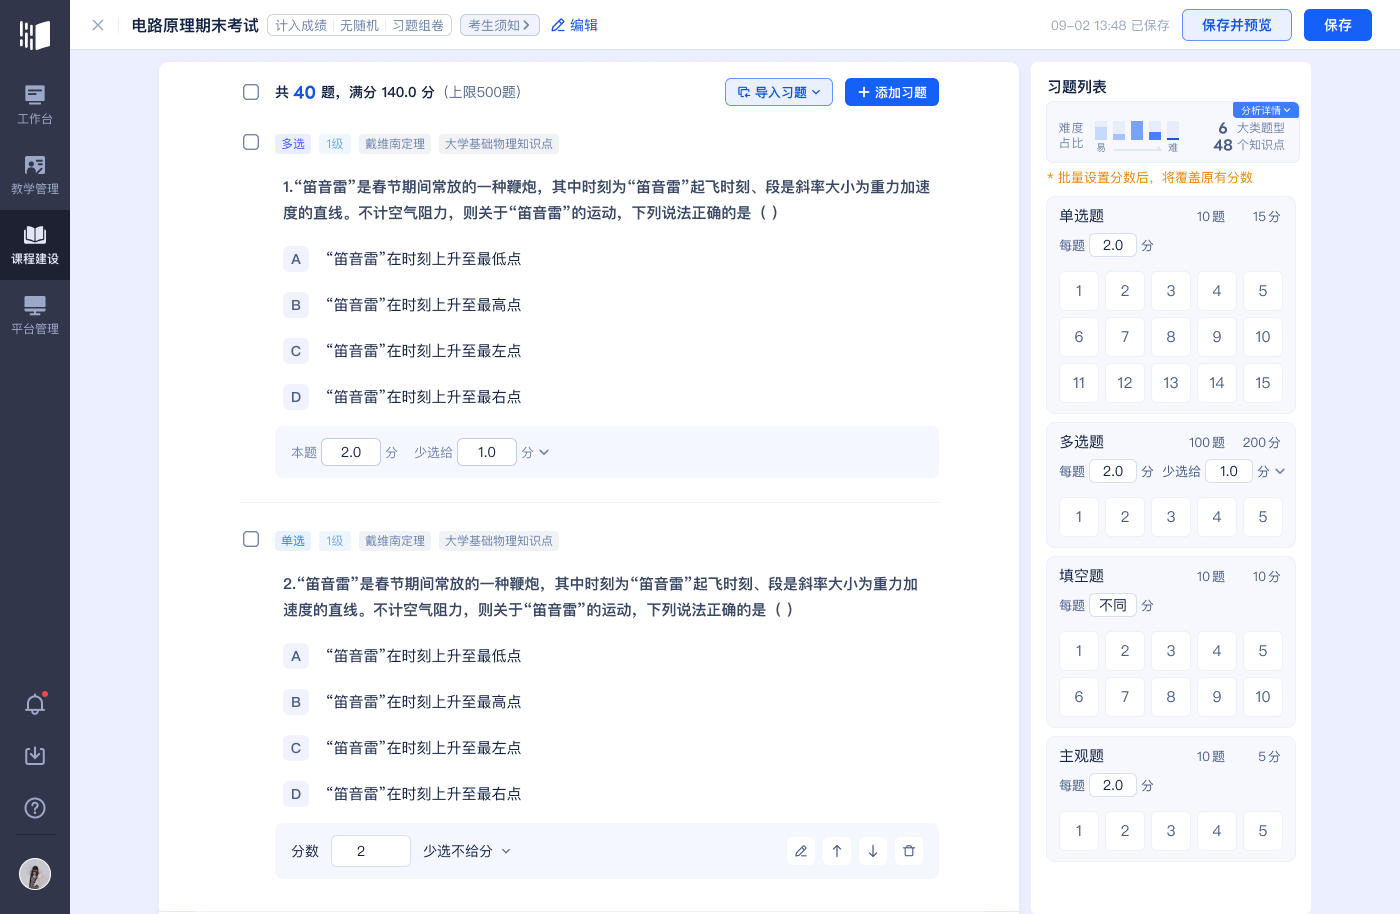 电路原理期末考试
计入成绩 无随机 习题组卷
考生须知
编辑
09-02 13:48 已保存
保存并预览
保存
工作台
教学管理
课程建设
平台管理
共 40 题，满分 140.0 分（上限500题）
导入习题
添加习题
多选 1级 戴维南定理 大学基础物理知识点
1.“笛音雷”是春节期间常放的一种鞭炮，其中时刻为“笛音雷”起飞时刻、段是斜率大小为重力加速
度的直线。不计空气阻力，则关于“笛音雷”的运动，下列说法正确的是（ ）
A “笛音雷”在时刻上升至最低点
B “笛音雷”在时刻上升至最高点
C “笛音雷”在时刻上升至最左点
D “笛音雷”在时刻上升至最右点
本题 2.0 分 少选给 1.0 分
单选 1级 戴维南定理 大学基础物理知识点
2.“笛音雷”是春节期间常放的一种鞭炮，其中时刻为“笛音雷”起飞时刻、段是斜率大小为重力加
速度的直线。不计空气阻力，则关于“笛音雷”的运动，下列说法正确的是（ ）
A “笛音雷”在时刻上升至最低点
B “笛音雷”在时刻上升至最高点
C “笛音雷”在时刻上升至最左点
D “笛音雷”在时刻上升至最右点
分数 2 少选不给分
习题列表
分析详情
难度
占比
易 难
6 大类题型
48 个知识点
* 批量设置分数后，将覆盖原有分数
单选题 10 题 15 分
每题 2.0 分
1 2 3 4 5
6 7 8 9 10
11 12 13 14 15
多选题 100 题 200 分
每题 2.0 分 少选给 1.0 分
1 2 3 4 5
填空题 10 题 10 分
每题 不同 分
1 2 3 4 5
6 7 8 9 10
主观题 10 题 5 分
每题 2.0 分
1 2 3 4 5